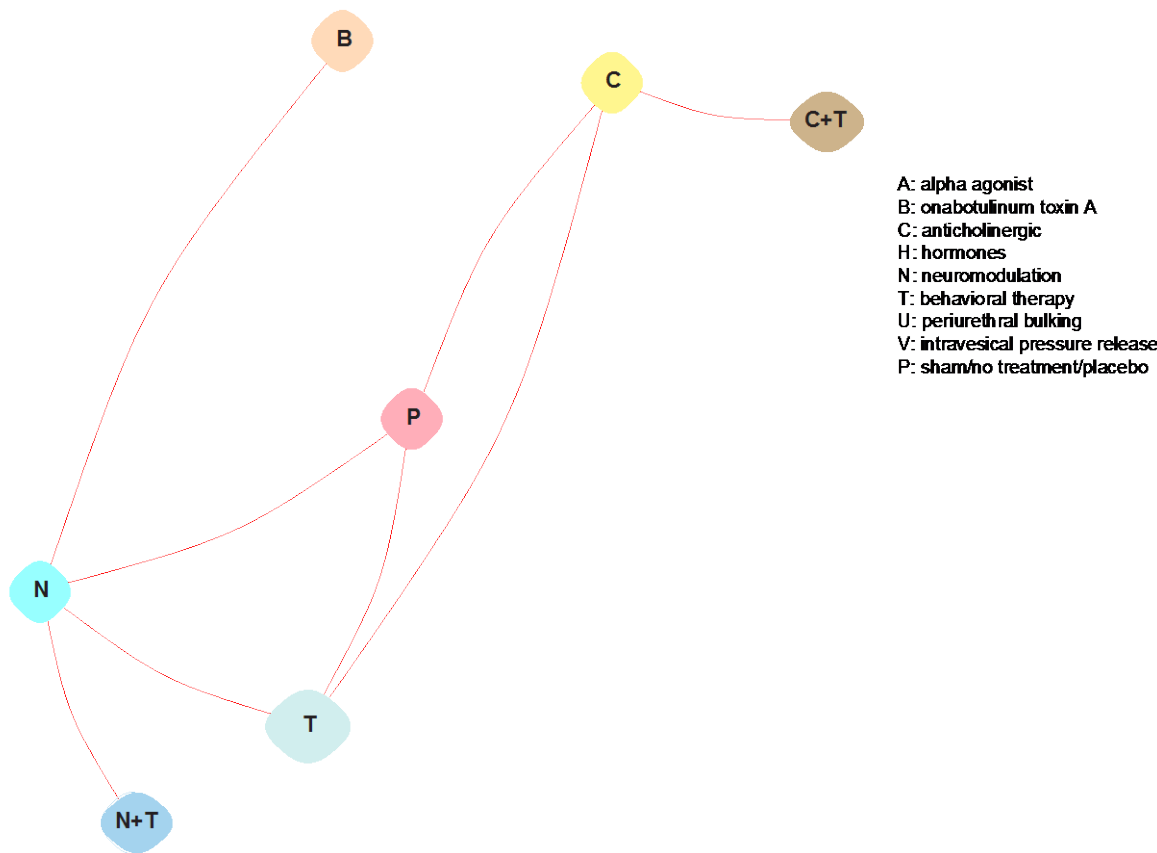 B
C
C+T
A: alpha agonist
B: onabotulinum toxin A
C: anticholinergic
H: hormones
N: neuromodulation
T: behavioral therapy
U: periurethral bulking
V: intravesical pressure release
P: sham/no treatment/placebo
P
N
T
N+T